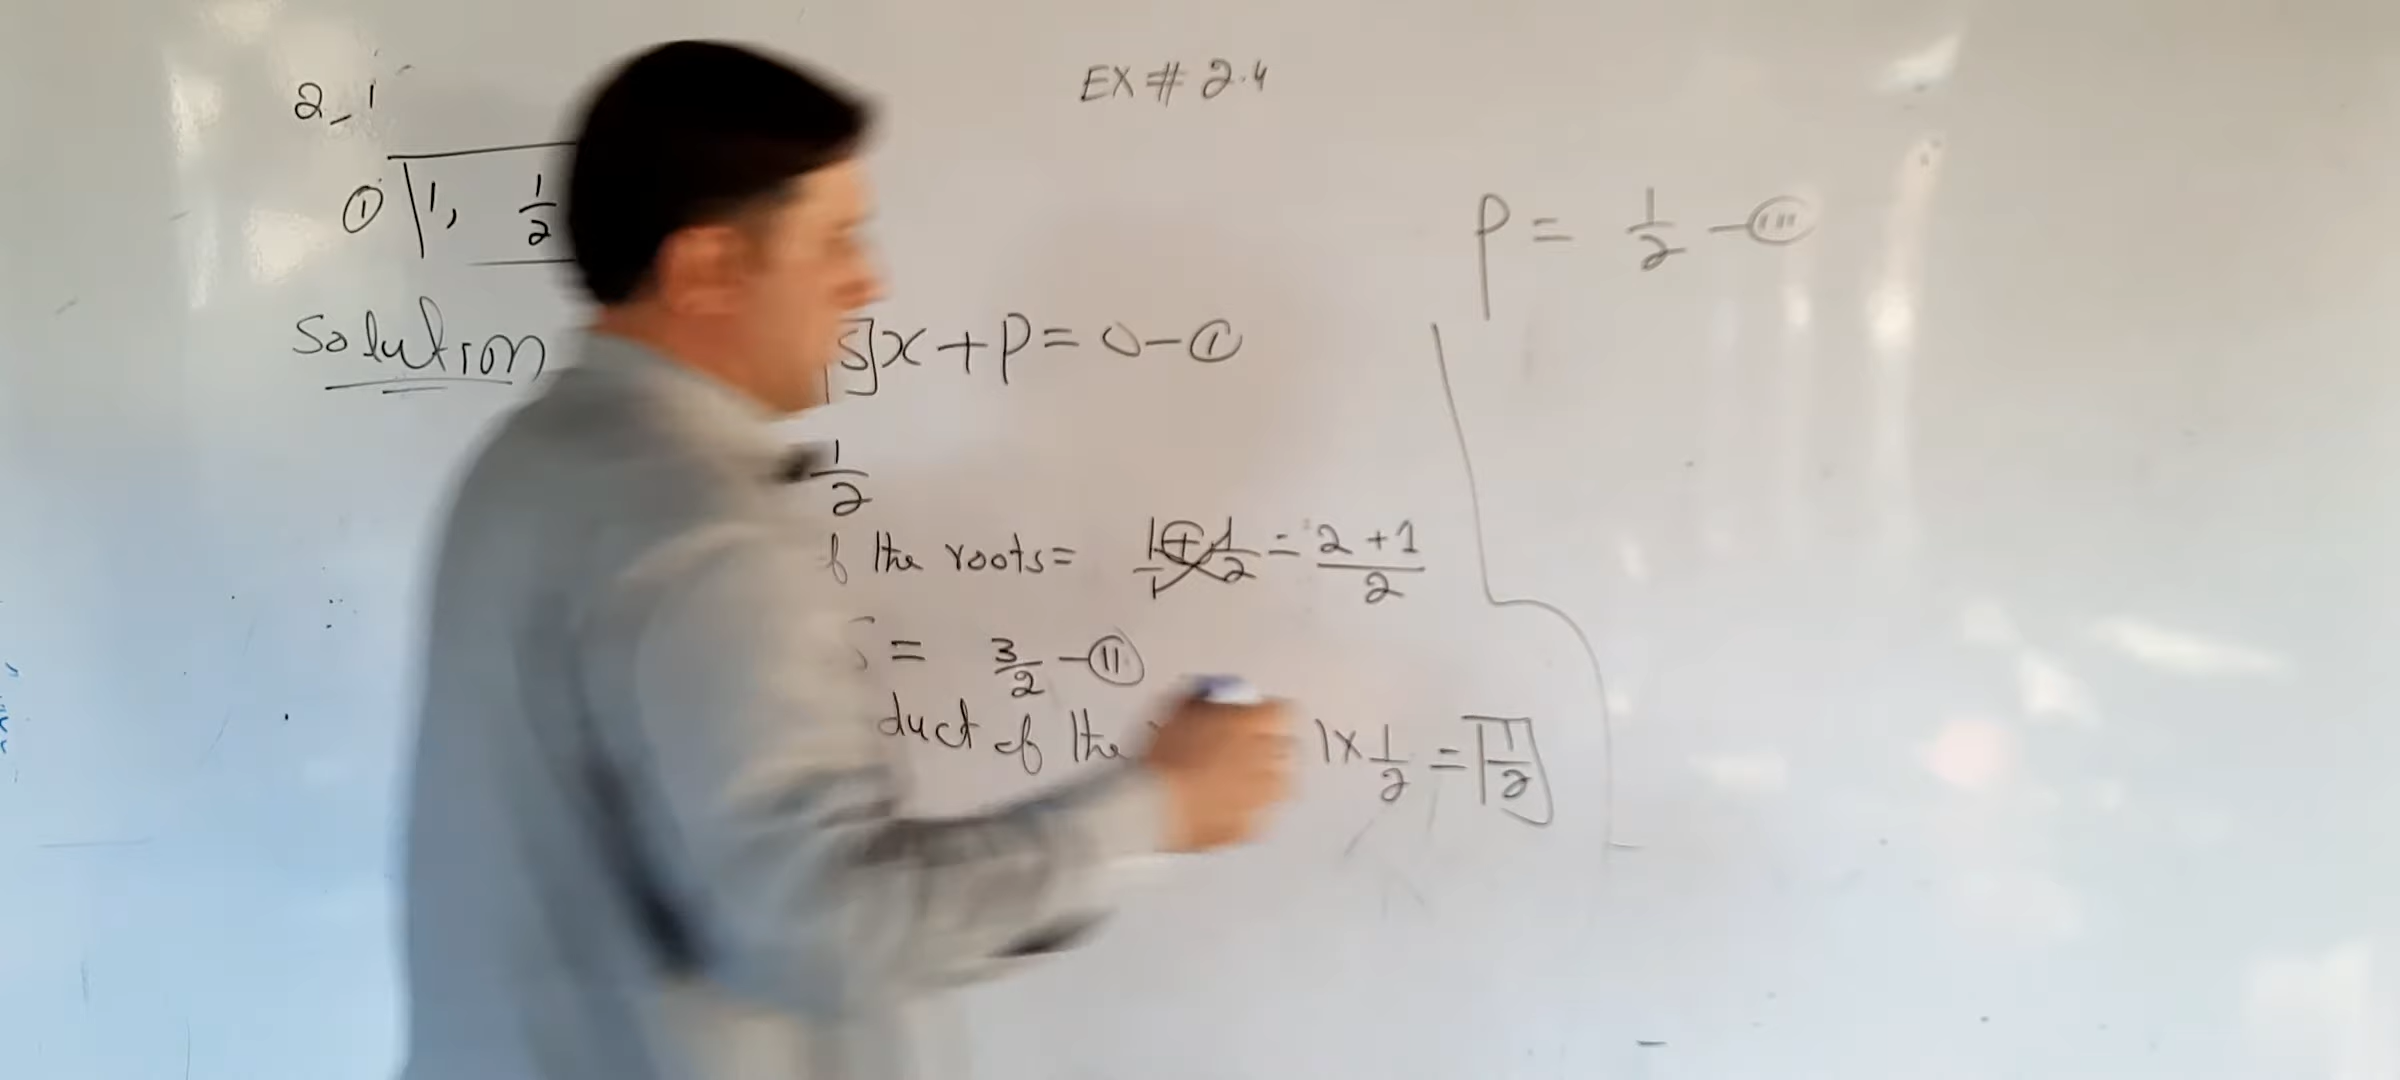 EX # 2.4
2_1
① 1, 1/2
Solution
S]x + P = 0 - ①
1/2
f the roots = 1/1 + 1/2 = 2 + 1/2
S = 3/2 - Ⅱ
duct of the 1 x 1/2 = 1/2
P = 1/2 - Ⅲ